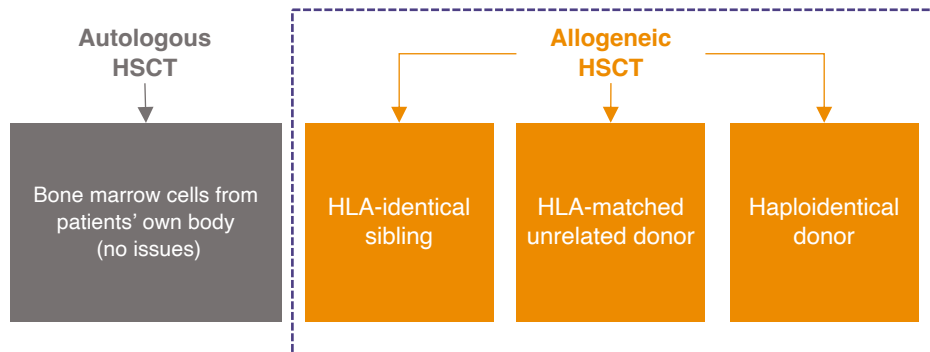 Autologous
HSCT
Bone marrow cells from
patients’ own body
(no issues)
Allogeneic
HSCT
HLA-identical
sibling
HLA-matched
unrelated donor
Haploidentical
donor